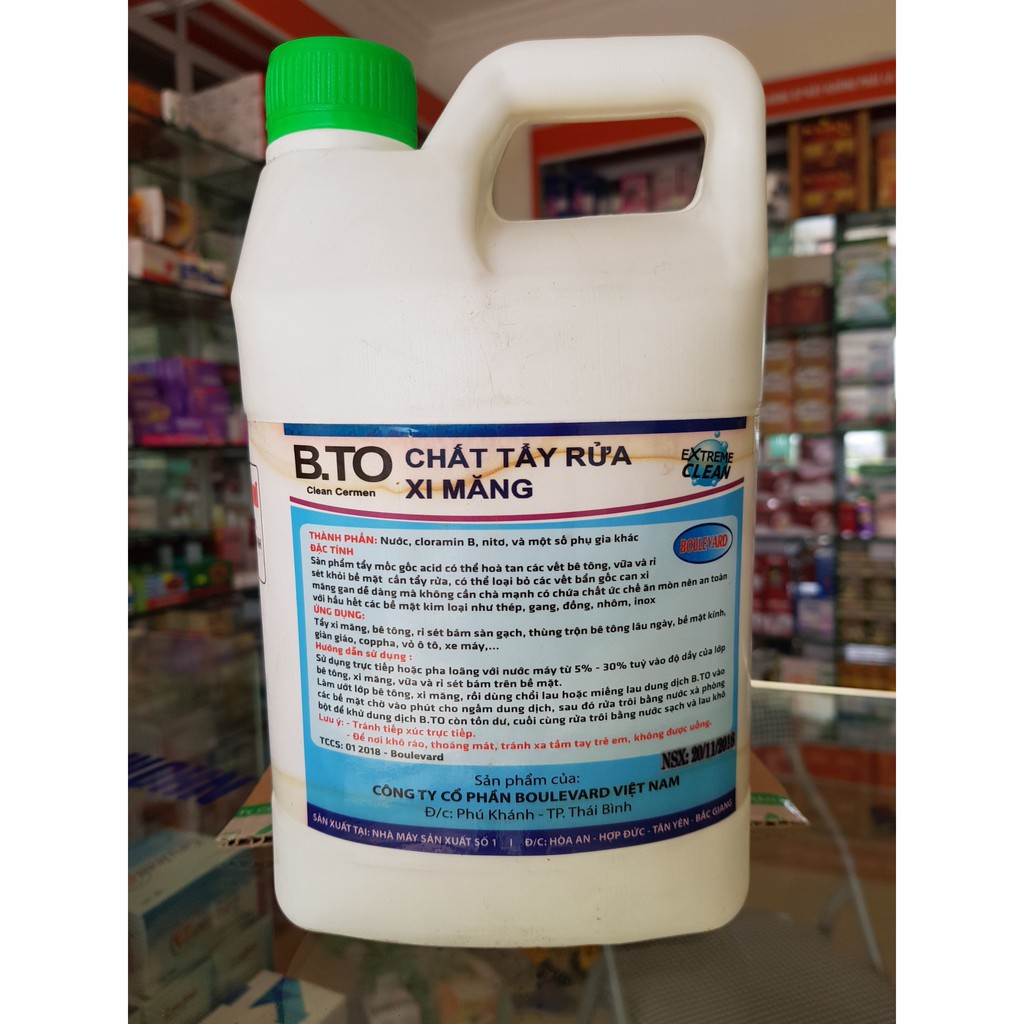 B.TO
Clean Cermen
CHẤT TẨY RỬA
XI MĂNG
EXTREME
CLEAN
BOULEVARD
THÀNH PHẦN: Nước, cloramin B, nitơ, và một số phụ gia khác
ĐẶC TÍNH
Sản phẩm tẩy mốc gốc acid có thể hoà tan các vết bê tông, vữa và rỉ
sét khỏi bề mặt cần tẩy rửa, có thể loại bỏ các vết bẩn gốc can xi
măng gan dễ dàng mà không cần chà mạnh có chứa chất ức chế ăn mòn nên an toàn
với hầu hết các bề mặt kim loại như thép, gang, đồng, nhôm, inox
ỨNG DỤNG:
Tẩy xi măng, bê tông, rỉ sét bám sàn gạch, thùng trộn bê tông lâu ngày, bề mặt kính,
giàn giáo, coppha, vỏ ô tô, xe máy,...
Hướng dẫn sử dụng :
Sử dụng trực tiếp hoặc pha loãng với nước máy từ 5% - 30% tuỳ vào độ dầy của lớp
bê tông, xi măng, vữa và rỉ sét bám trên bề mặt.
Làm ướt lớp bê tông, xi măng, rồi dùng chổi lau hoặc miếng lau dung dịch B.TO vào
các bề mặt chờ vào phút cho ngấm dung dịch, sau đó rửa trôi bằng nước xà phòng
bột để khử dung dịch B.TO còn tồn dư, cuối cùng rửa trôi bằng nước sạch và lau khô
Lưu ý: - Tránh tiếp xúc trực tiếp.
- Để nơi khô ráo, thoáng mát, tránh xa tầm tay trẻ em, không được uống.
TCCS: 01 2018 - Boulevard
NSX: 20/11/2018
Sản phẩm của:
CÔNG TY CỔ PHẦN BOULEVARD VIỆT NAM
Đ/c: Phú Khánh - TP. Thái Bình
SẢN XUẤT TẠI: NHÀ MÁY SẢN XUẤT SỐ 1 | Đ/C: HÒA AN - HỢP ĐỨC - TÂN YÊN - BẮC GIANG